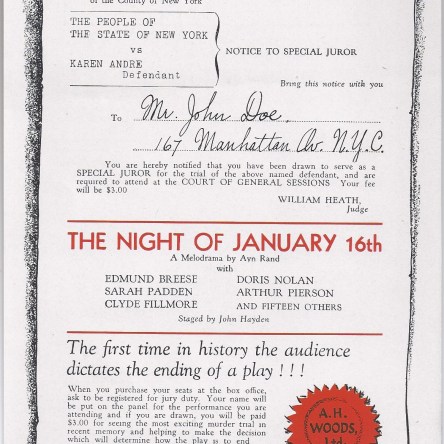 of the County of New York
THE PEOPLE OF
THE STATE OF NEW YORK
vs
KAREN ANDRE
Defendant
NOTICE TO SPECIAL JUROR
Bring this notice with you
To Mr. John Doe.
167 Manhattan Av. N.Y.C.
You are hereby notified that you have been drawn to serve as a
SPECIAL JUROR for the trial of the above named defendant, and are
required to attend at the COURT OF GENERAL SESSIONS Your fee
will be $3.00
WILLIAM HEATH,
Judge
THE NIGHT OF JANUARY 16th
A Melodrama by Ayn Rand
with
EDMUND BREESE DORIS NOLAN
SARAH PADDEN ARTHUR PIERSON
CLYDE FILLMORE AND FIFTEEN OTHERS
Staged by John Hayden
The first time in history the audience
dictates the ending of a play ! ! !
When you purchase your seats at the box office,
ask to be registered for jury duty. Your name will
be put on the panel for the performance you are
attending and if you are drawn, you will be paid
$3.00 for seeing the most exciting murder trial in
recent memory and helping to make the decision
which will determine how the play is to end
A. H.
WOODS,
Ltd.